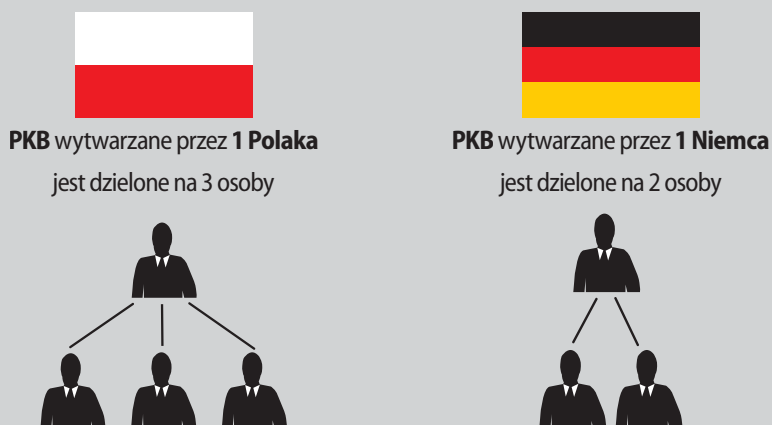 PKB wytwarzane przez 1 Polaka
jest dzielone na 3 osoby
PKB wytwarzane przez 1 Niemca
jest dzielone na 2 osoby